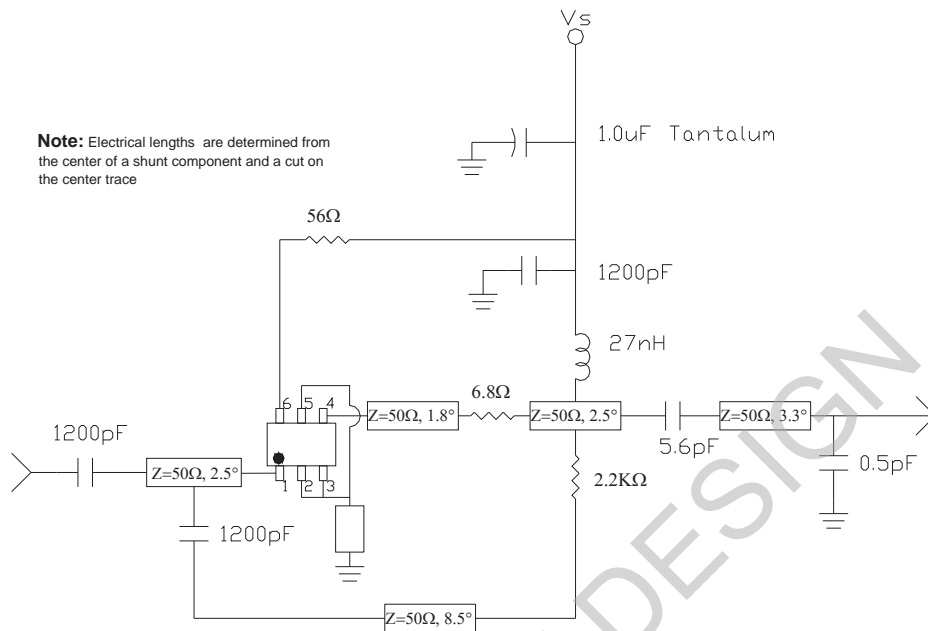 Vs
Note: Electrical lengths are determined from
the center of a shunt component and a cut on
the center trace
1.0uF Tantalum
56Ω
1200pF
27nH
6.8Ω
6 5 4
Z=50Ω, 1.8°
Z=50Ω, 2.5°
Z=50Ω, 3.3°
1200pF
5.6pF
Z=50Ω, 2.5°
0.5pF
1 2 3
2.2KΩ
1200pF
Z=50Ω, 8.5°
DESIGN